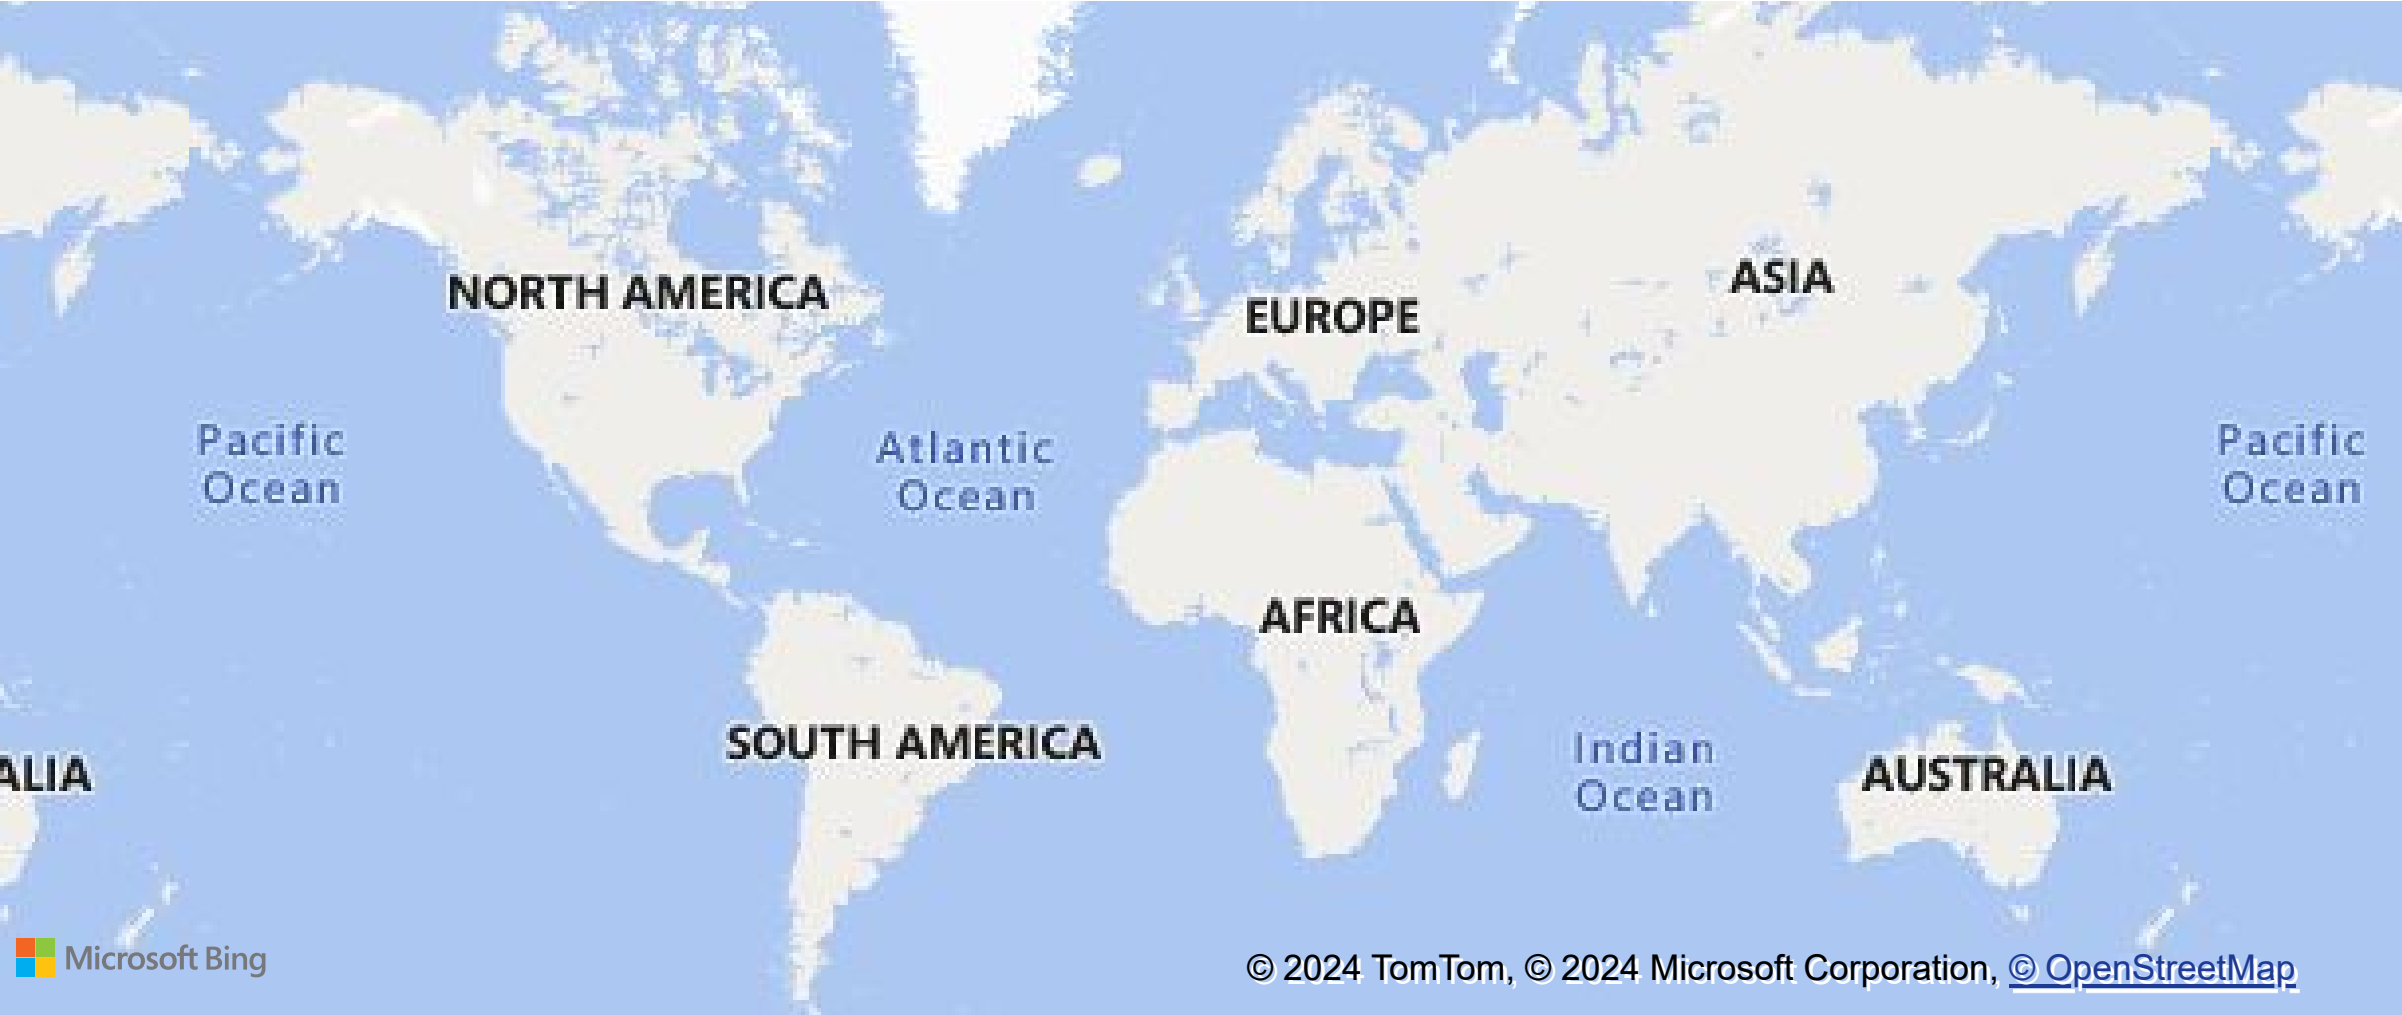 NORTH AMERICA
EUROPE
ASIA
Pacific
Ocean
Atlantic
Ocean
Pacific
Ocean
AFRICA
SOUTH AMERICA
Indian
Ocean
ALIA
AUSTRALIA
Microsoft Bing
© 2024 TomTom, © 2024 Microsoft Corporation, © OpenStreetMap